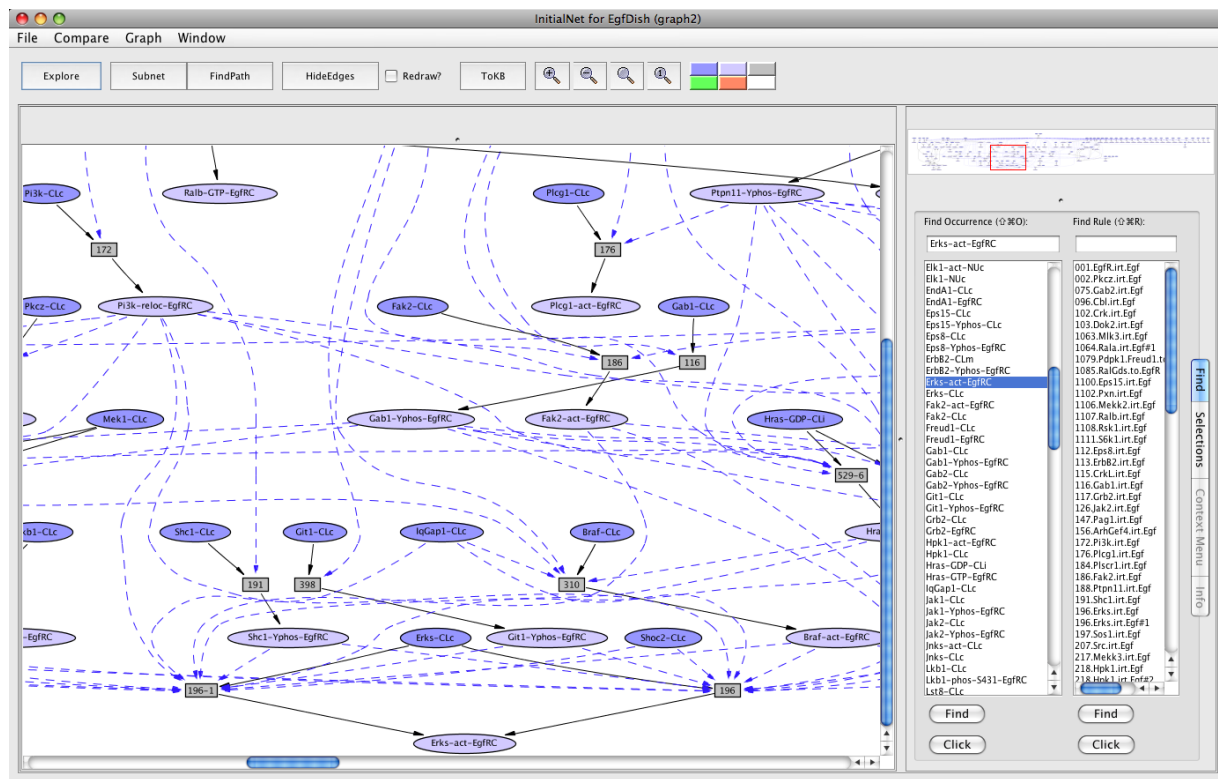 InitialNet for EgfDish (graph2)
File Compare Graph Window
Explore Subnet FindPath HideEdges Redraw? ToKB
Pi3k-CLc
Ralb-GTP-EgfRC
Plcg1-CLc
Ptpn11-Yphos-EgfRC
172
176
Pkcz-CLc
Pi3k-reloc-EgfRC
Fak2-CLc
Plcg1-act-EgfRC
Gab1-CLc
186
116
Mek1-CLc
Gab1-Yphos-EgfRC
Fak2-act-EgfRC
Hras-GDP-CLi
529-6
kb1-CLc
Shc1-CLc
Git1-CLc
IqGap1-CLc
Braf-CLc
Hra
191
398
310
-EgfRC
Shc1-Yphos-EgfRC
Erks-CLc
Git1-Yphos-EgfRC
Shoc2-CLc
Braf-act-EgfRC
196-1
196
Erks-act-EgfRC
Find Occurrence (⇧⌘O):
Erks-act-EgfRC
Elk1-act-NUc
Elk1-NUc
EndA1-CLc
EndA1-EgfRC
Eps15-CLc
Eps15-Yphos-CLc
Eps8-CLc
Eps8-Yphos-EgfRC
ErbB2-CLm
ErbB2-Yphos-EgfRC
Erks-act-EgfRC
Erks-CLc
Fak2-act-EgfRC
Fak2-CLc
Freud1-CLc
Freud1-EgfRC
Gab1-CLc
Gab1-Yphos-EgfRC
Gab2-CLc
Gab2-Yphos-EgfRC
Git1-CLc
Git1-Yphos-EgfRC
Grb2-CLc
Grb2-EgfRC
Hpk1-act-EgfRC
Hpk1-CLc
Hras-GDP-CLi
Hras-GTP-EgfRC
IqGap1-CLc
Jak1-CLc
Jak1-Yphos-EgfRC
Jak2-CLc
Jak2-Yphos-EgfRC
Jnks-act-CLc
Jnks-CLc
Lkb1-CLc
Lkb1-phos-S431-EgfRC
Lst8-CLc
Find
Click
Find Rule (⇧⌘R):
001.EgfR.irt.Egf
002.Pkcz.irt.Egf
075.Gab2.irt.Egf
096.Cbl.irt.Egf
102.Crk.irt.Egf
103.Dok2.irt.Egf
1063.Mlk3.irt.Egf
1064.Rala.irt.Egf#1
1079.Pdpk1.Freud1.t
1085.RalGds.to.EgfR
1100.Eps15.irt.Egf
1102.Pxn.irt.Egf
1106.Mekk2.irt.Egf
1107.Ralb.irt.Egf
1108.Rsk1.irt.Egf
1111.S6k1.irt.Egf
112.Eps8.irt.Egf
113.ErbB2.irt.Egf
115.CrkL.irt.Egf
116.Gab1.irt.Egf
117.Grb2.irt.Egf
126.Jak2.irt.Egf
147.Pag1.irt.Egf
156.ArhGef4.irt.Egf
172.Pi3k.irt.Egf
176.Plcg1.irt.Egf
184.Plscr1.irt.Egf
186.Fak2.irt.Egf
188.Ptpn11.irt.Egf
191.Shc1.irt.Egf
196.Erks.irt.Egf
196.Erks.irt.Egf#1
197.Sos1.irt.Egf
207.Src.irt.Egf
217.Mekk3.irt.Egf
218.Hpk1.irt.Egf
218.Hpk1.irt.Egf#2
Find
Click
Find
Selections
Context Menu
Info